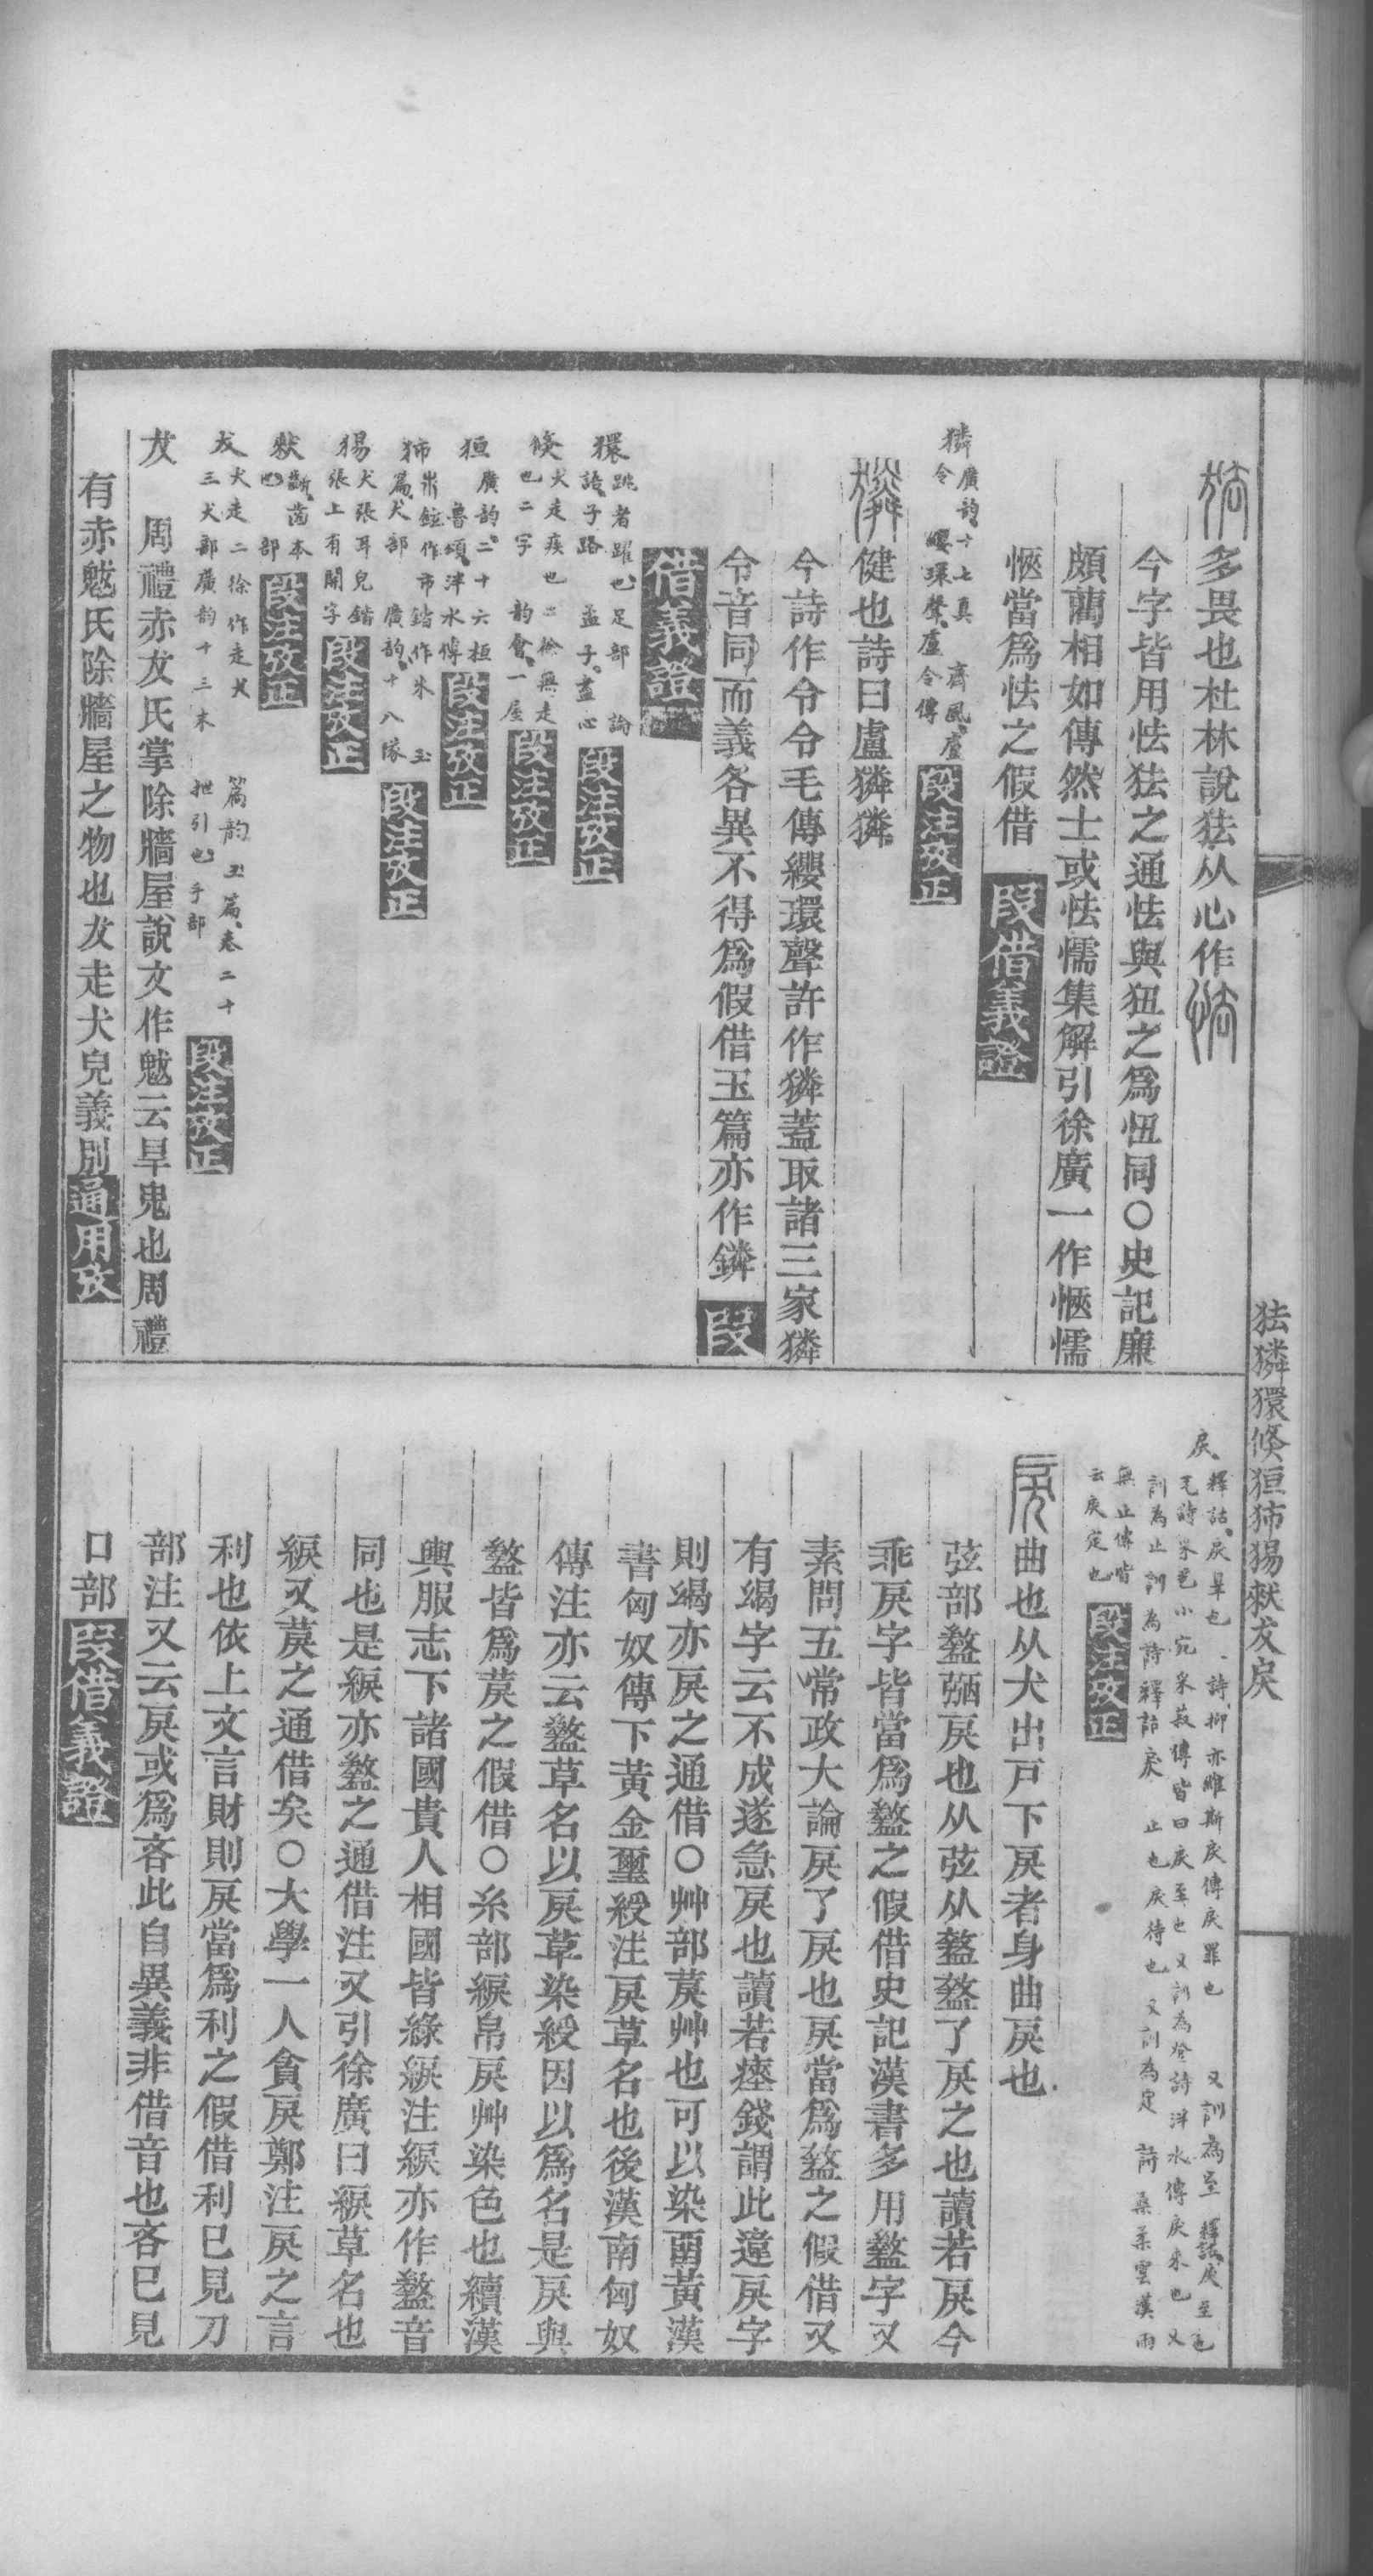 㹤多畏也杜林說㹤从心作怯
今字皆用怯㹤之通怯與狃之爲忸同○史記廉
頗藺相如傳然士或怯懦集解引徐廣一作愜懦
愜當爲怯之假借 段借義證
獜廣韵十七真 齊風盧
令 纓環聲盧令傳 段注攷正
獜健也詩曰盧獜獜
今詩作令令毛傳纓環聲許作獜蓋取諸三家獜
令音同而義各異不得爲假借玉篇亦作鏻 段
借義證
獧跳者躍也足部 論
語子路 孟子盡心 段注攷正
倏犬走疾也二徐無走
也二字 韵會一屋 段注攷正
狟廣韵二十六桓
魯頌泮水傳 段注攷正
㹃鉉作巿鍇作木 玉
篇犬部 廣韵十八隊 段注攷正
猲犬張耳皃鍇
張上有開字 段注攷正
猌齗齒本
也 部 段注攷正
犮犬走二徐作走犬 篇韵玉篇卷二十
三犬部廣韵十三末 抴引也手部 段注攷正
犮 周禮赤犮氏掌除牆屋說文作魃云旱鬼也周禮
有赤魃氏除牆屋之物也犮走犬皃義別 通用攷
㹤獜獧倏狟㹃猲猌犮戾
戾釋詁戾辠也 詩抑亦維斯戾傳戾罪也 又訓爲至 釋詁戾至也
毛詩采芑小宛采菽傳皆曰戾至也又訓為來詩泮水傳戾來也又
訓為止訓為詩釋詁戾 止也戾待也又訓為定 詩桑柔雲漢雨
無正傳皆
云戾定也 段注攷正
戾曲也从犬出戶下戾者身曲戾也
弦部盭弻戾也从弦从盭盭了戾之也讀若戾今
乖戾字皆當爲盭之假借史記漢書多用盭字又
素問五常政大論戾了戾也戾當爲盭之假借又
有竭字云不成遂急戾也讀若瘞錢謂此違戾字
則竭亦戾之通借○艸部莀艸也可以染留黃漢
書匈奴傳下黃金璽綬注戾草名也後漢南匈奴
傳注亦云盭草名以戾草染綬因以爲名是戾與
盭皆爲莀之假借○糸部綟帛戾艸染色也續漢
輿服志下諸國貴人相國皆綠綟注綟亦作盭音
同也是綟亦盭之通借注又引徐廣曰綟草名也
綟又莀之通借矣○大學一人貪戾鄭注戾之言
利也依上文言財則戾當爲利之假借利巳見刀
部注又云戾或爲吝此自異義非借音也吝巳見
口部 段借義證